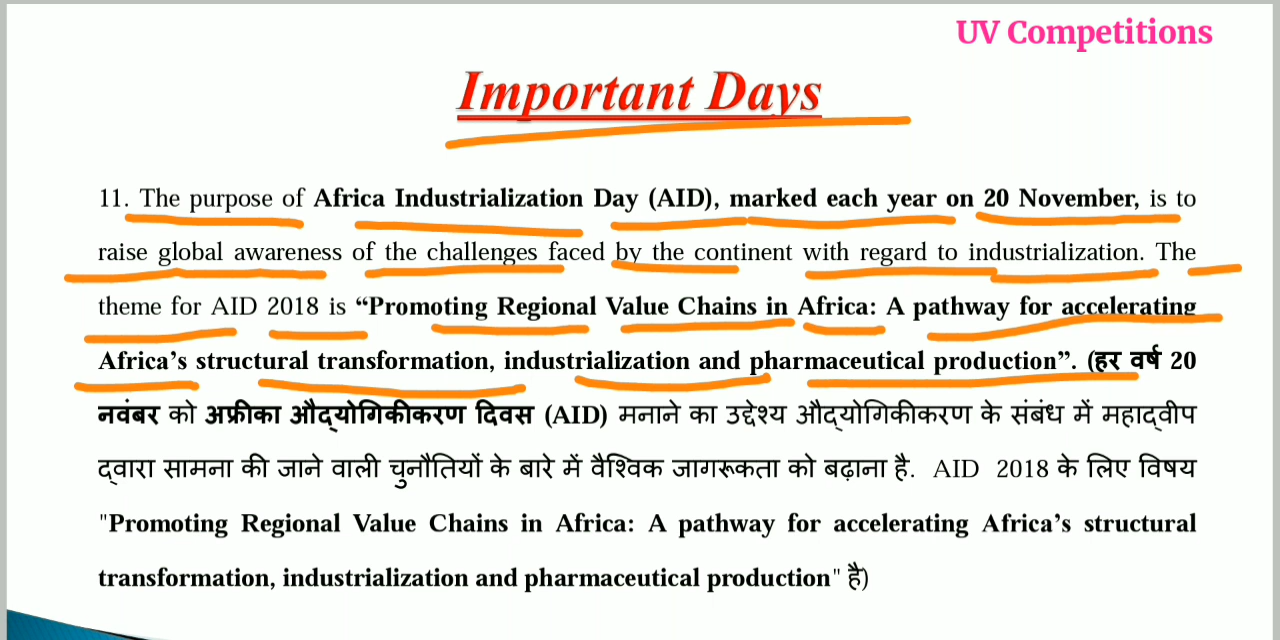 UV Competitions
Important Days
11. The purpose of Africa Industrialization Day (AID), marked each year on 20 November, is to
raise global awareness of the challenges faced by the continent with regard to industrialization. The
theme for AID 2018 is “Promoting Regional Value Chains in Africa: A pathway for accelerating
Africa’s structural transformation, industrialization and pharmaceutical production”. (हर वर्ष 20
नवंबर को अफ्रीका औद्योगिकीकरण दिवस (AID) मनाने का उद्देश्य औद्योगिकीकरण के संबंध में महाद्वीप
द्वारा सामना की जाने वाली चुनौतियों के बारे में वैश्विक जागरूकता को बढ़ाना है. AID 2018 के लिए विषय
"Promoting Regional Value Chains in Africa: A pathway for accelerating Africa’s structural
transformation, industrialization and pharmaceutical production" है)